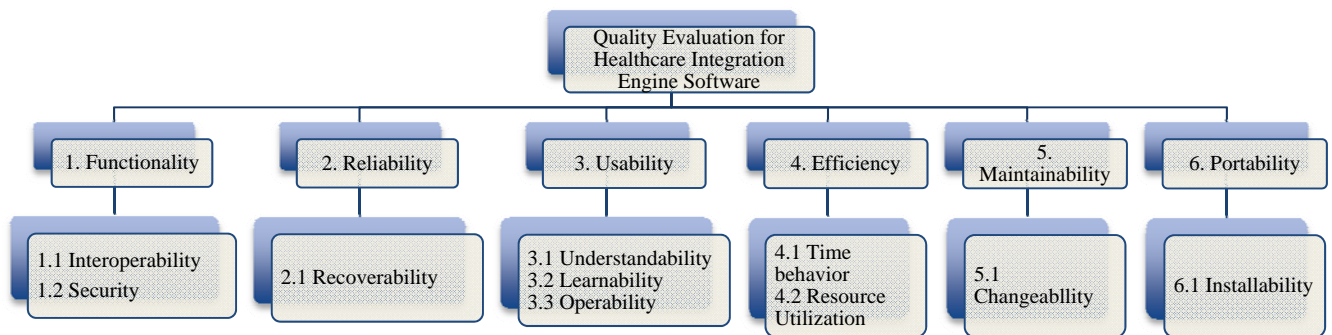 Quality Evaluation for
Healthcare Integration
Engine Software
1. Functionality
2. Reliability
3. Usability
4. Efficiency
5.
Maintainability
6. Portability
1.1 Interoperability
1.2 Security
2.1 Recoverability
3.1 Understandability
3.2 Learnability
3.3 Operability
4.1 Time
behavior
4.2 Resource
Utilization
5.1
Changeabllity
6.1 Installability